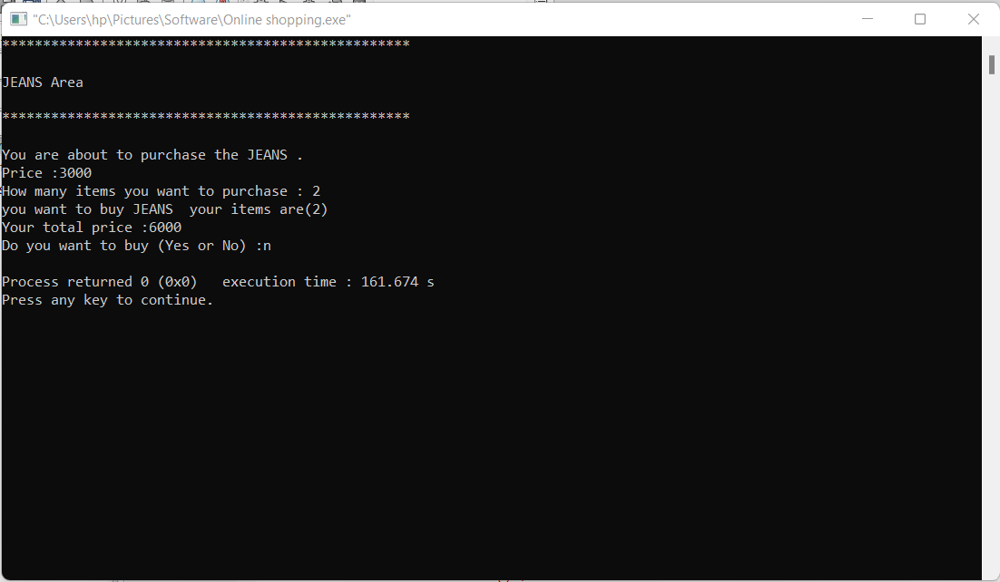 "C:\Users\hp\Pictures\Software\Online shopping.exe"
**************************************************
JEANS Area
**************************************************
You are about to purchase the JEANS .
Price :3000
How many items you want to purchase : 2
you want to buy JEANS  your items are(2)
Your total price :6000
Do you want to buy (Yes or No) :n
Process returned 0 (0x0)   execution time : 161.674 s
Press any key to continue.